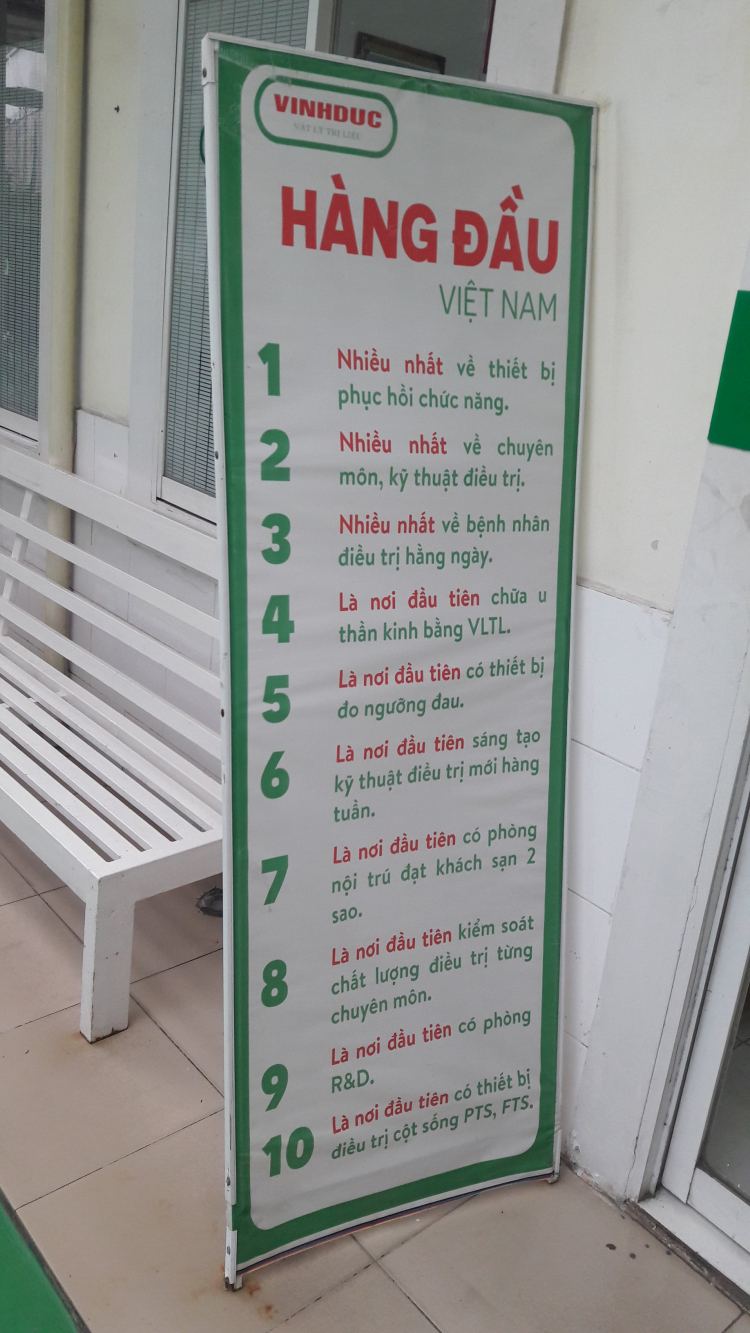 VINHDUC
VẬT LÝ TRỊ LIỆU
HÀNG ĐẦU
VIỆT NAM
1 Nhiều nhất về thiết bị
phục hồi chức năng.
2 Nhiều nhất về chuyên
môn, kỹ thuật điều trị.
3 Nhiều nhất về bệnh nhân
điều trị hằng ngày.
4 Là nơi đầu tiên chữa u
thần kinh bằng VLTL.
5 Là nơi đầu tiên có thiết bị
đo ngưỡng đau.
6 Là nơi đầu tiên sáng tạo
kỹ thuật điều trị mới hàng
tuần.
7 Là nơi đầu tiên có phòng
nội trú đạt khách sạn 2
sao.
8 Là nơi đầu tiên kiểm soát
chất lượng điều trị từng
chuyên môn.
9 Là nơi đầu tiên có phòng
R&D.
10 Là nơi đầu tiên có thiết bị
điều trị cột sống PTS, FTS.